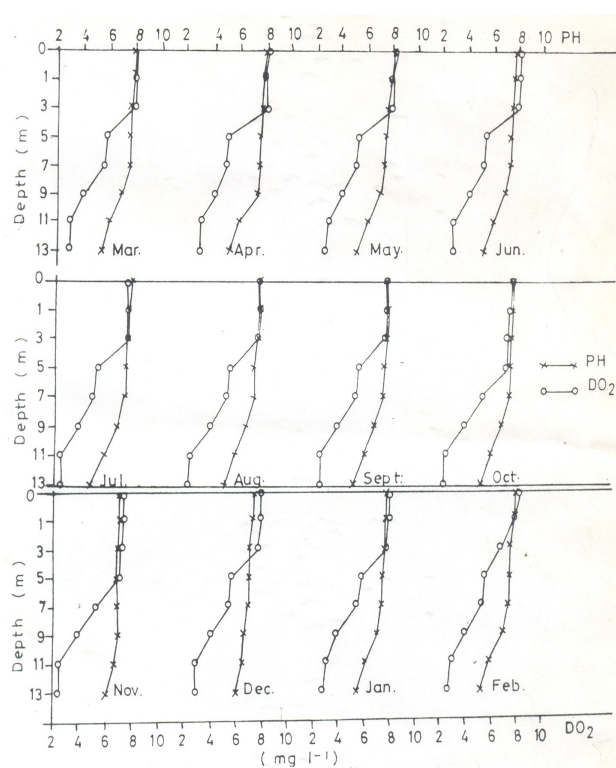 2 4 6 8 10 2 4 6 8 10 2 4 6 8 10 2 4 6 8 10 PH
0
1
3
5
7
9
11
13
Depth (m)
Mar. Apr. May. Jun.
0
1
3
5
7
9
11
13
Depth (m)
PH
DO2
Jul. Aug. Sept. Oct.
0
1
3
5
7
9
11
13
Depth (m)
Nov. Dec. Jan. Feb.
2 4 6 8 10 2 4 6 8 10 2 4 6 8 10 2 4 6 8 10 DO2
(mg l-1)